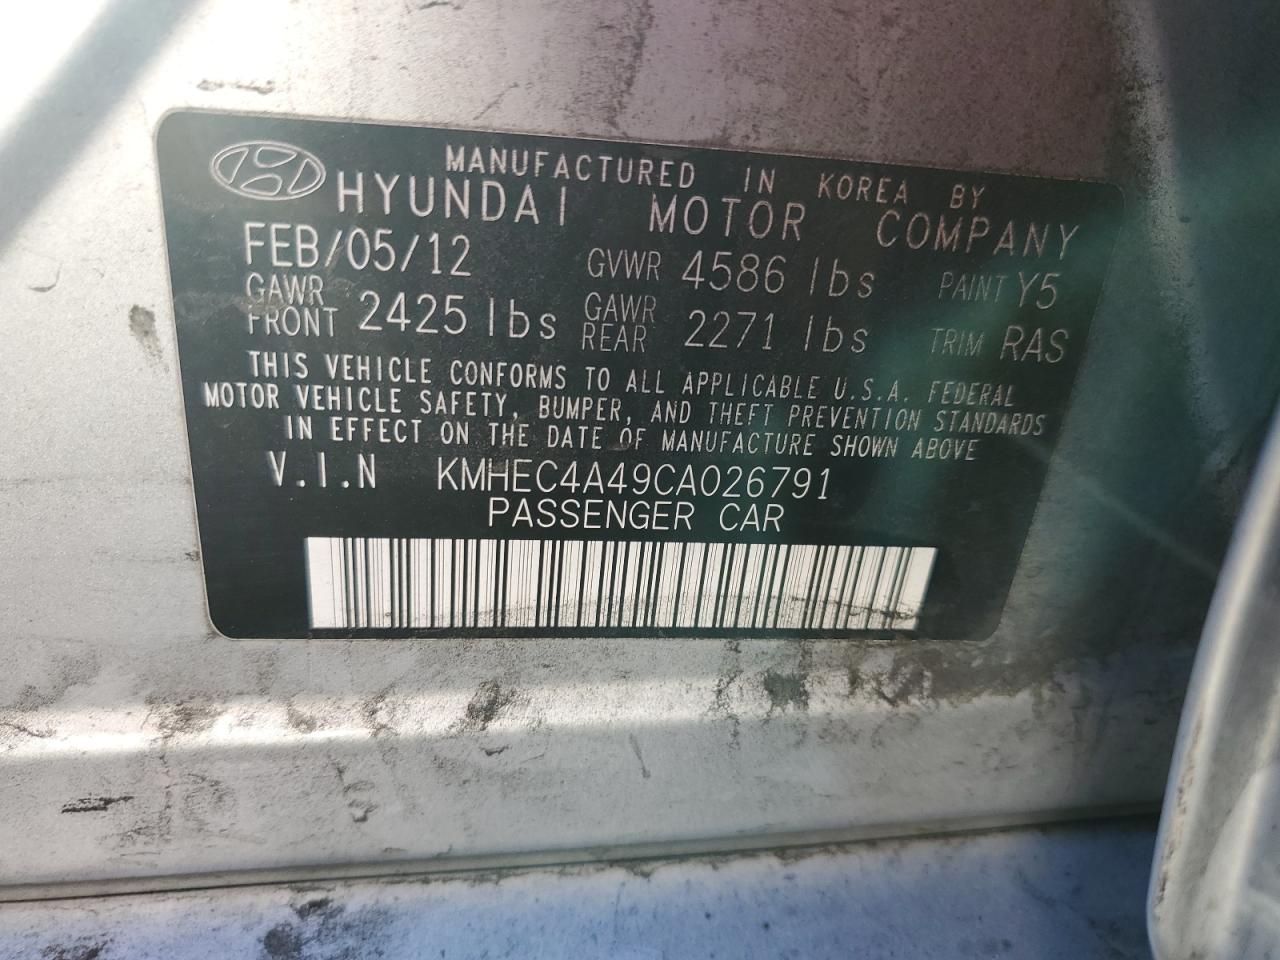 MANUFACTURED IN KOREA BY
HYUNDAI MOTOR COMPANY
FEB/05/12 GVWR 4586 lbs PAINT Y5
GAWR FRONT 2425 lbs GAWR REAR 2271 lbs TRIM RAS
THIS VEHICLE CONFORMS TO ALL APPLICABLE U.S.A. FEDERAL
MOTOR VEHICLE SAFETY, BUMPER, AND THEFT PREVENTION STANDARDS
IN EFFECT ON THE DATE OF MANUFACTURE SHOWN ABOVE
V.I.N KMHEC4A49CA026791
PASSENGER CAR